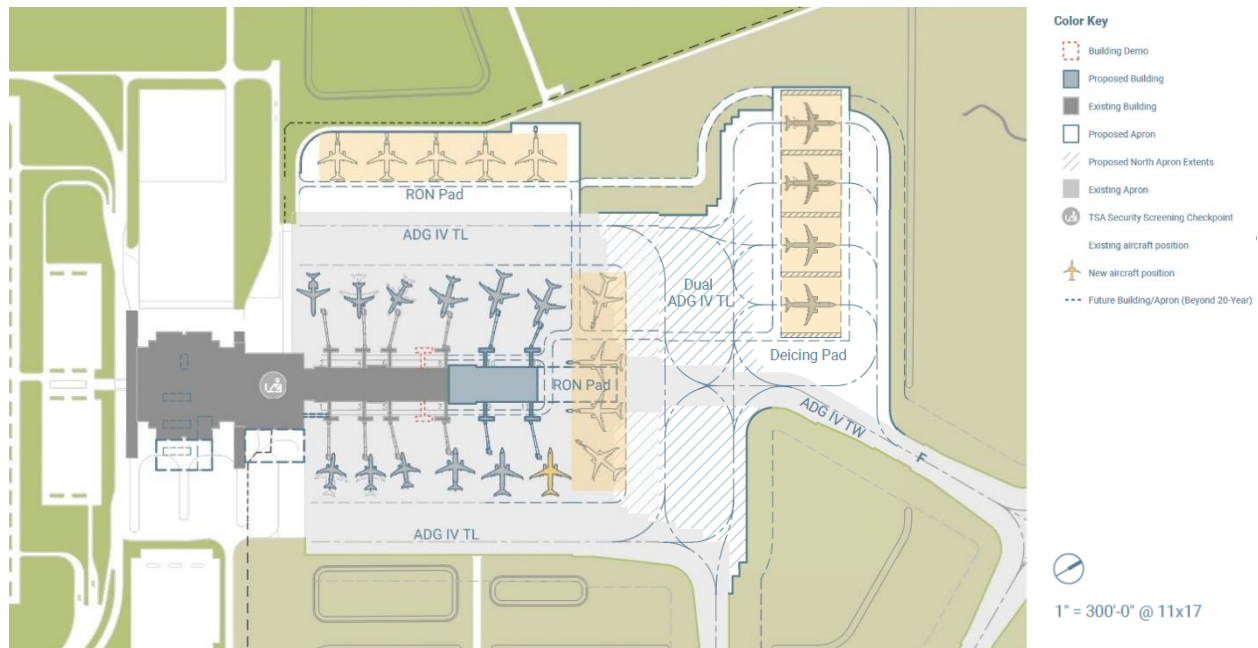 RON Pad
ADG IV TL
Dual
ADG IV TL
Deicing Pad
RON Pad
ADG IV TW
F
ADG IV TL
Color Key
Building Demo
Proposed Building
Existing Building
Proposed Apron
Proposed North Apron Extents
Existing Apron
TSA Security Screening Checkpoint
Existing aircraft position
New aircraft position
Future Building/Apron (Beyond 20-Year)
1" = 300'-0" @ 11x17